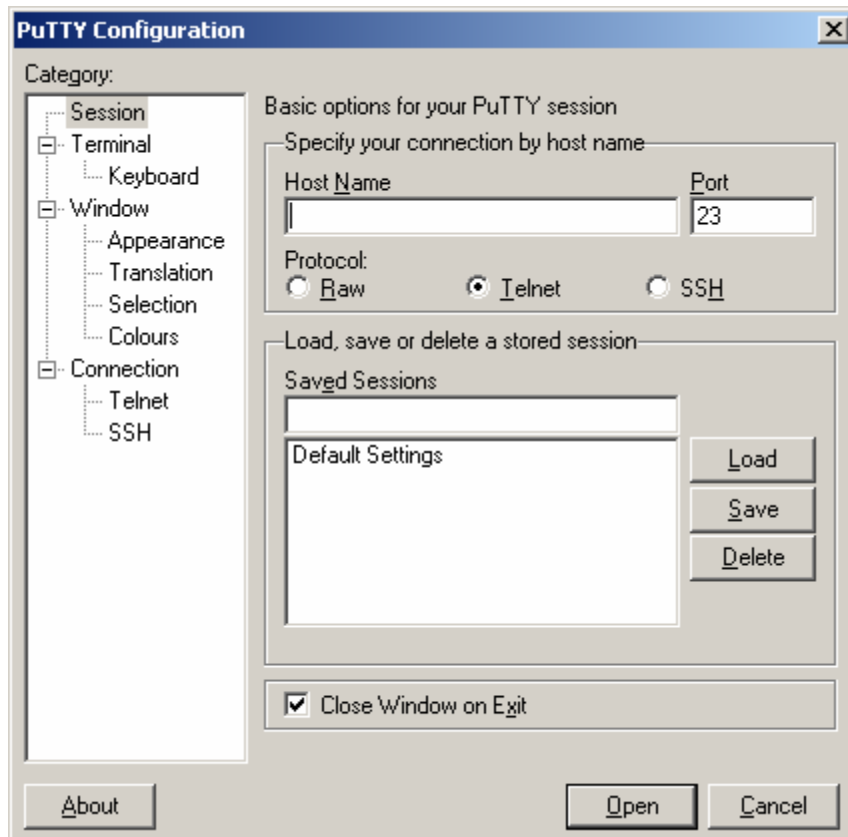 PuTTY Configuration
Category:
Session
Terminal
Keyboard
Window
Appearance
Translation
Selection
Colours
Connection
Telnet
SSH
Basic options for your PuTTY session
Specify your connection by host name
Host Name
Port
23
Protocol:
Raw
Telnet
SSH
Load, save or delete a stored session
Saved Sessions
Default Settings
Load
Save
Delete
Close Window on Exit
About
Open
Cancel